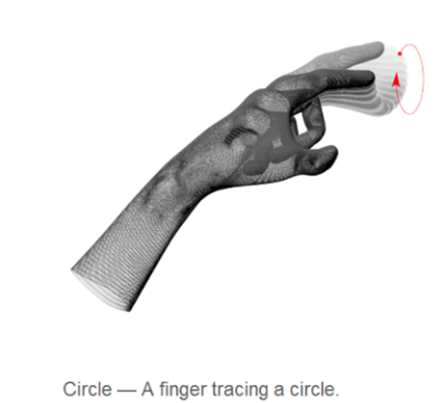 Circle — A finger tracing a circle.